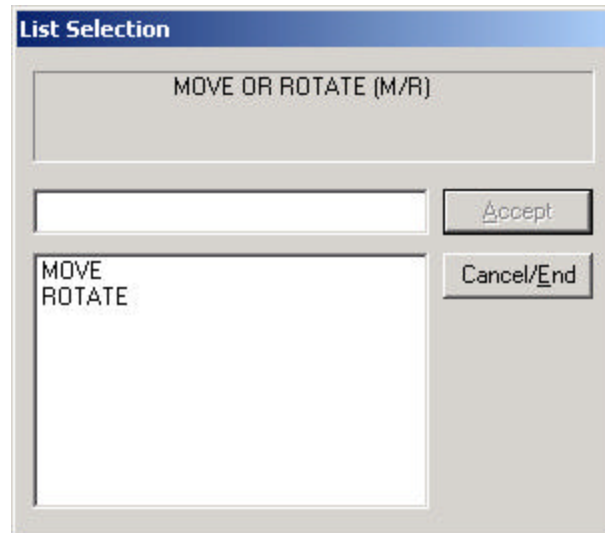 List Selection
MOVE OR ROTATE (M/R)
Accept
MOVE
ROTATE
Cancel/End